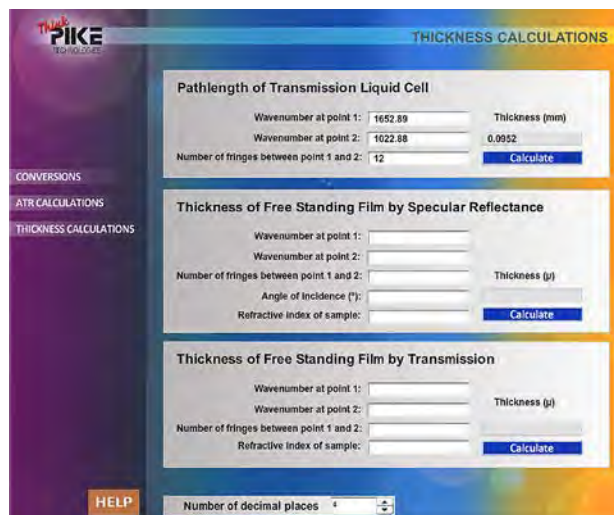 Think
PIKE
TECHNOLOGIES
THICKNESS CALCULATIONS
CONVERSIONS
ATR CALCULATIONS
THICKNESS CALCULATIONS
Pathlength of Transmission Liquid Cell
Wavenumber at point 1: 1652.89 Thickness (mm)
Wavenumber at point 2: 1022.88 0.0952
Number of fringes between point 1 and 2: 12 Calculate
Thickness of Free Standing Film by Specular Reflectance
Wavenumber at point 1:
Wavenumber at point 2:
Number of fringes between point 1 and 2: Thickness (μ)
Angle of incidence (°):
Refractive index of sample: Calculate
Thickness of Free Standing Film by Transmission
Wavenumber at point 1:
Wavenumber at point 2: Thickness (μ)
Number of fringes between point 1 and 2:
Refractive index of sample: Calculate
HELP
Number of decimal places 4